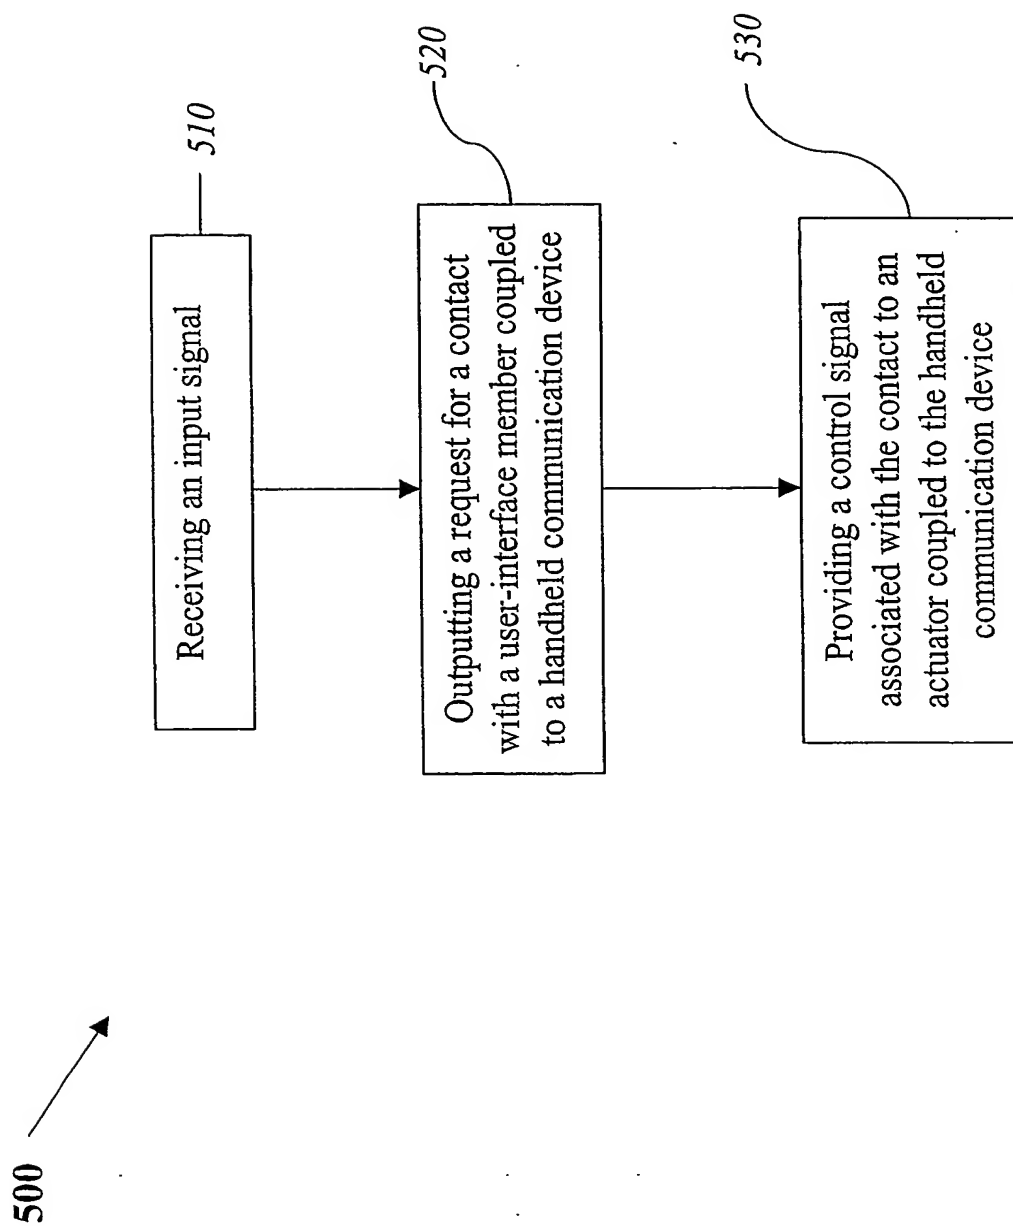 500
510
Receiving an input signal
520
Outputting a request for a contact
with a user-interface member coupled
to a handheld communication device
530
Providing a control signal
associated with the contact to an
actuator coupled to the handheld
communication device